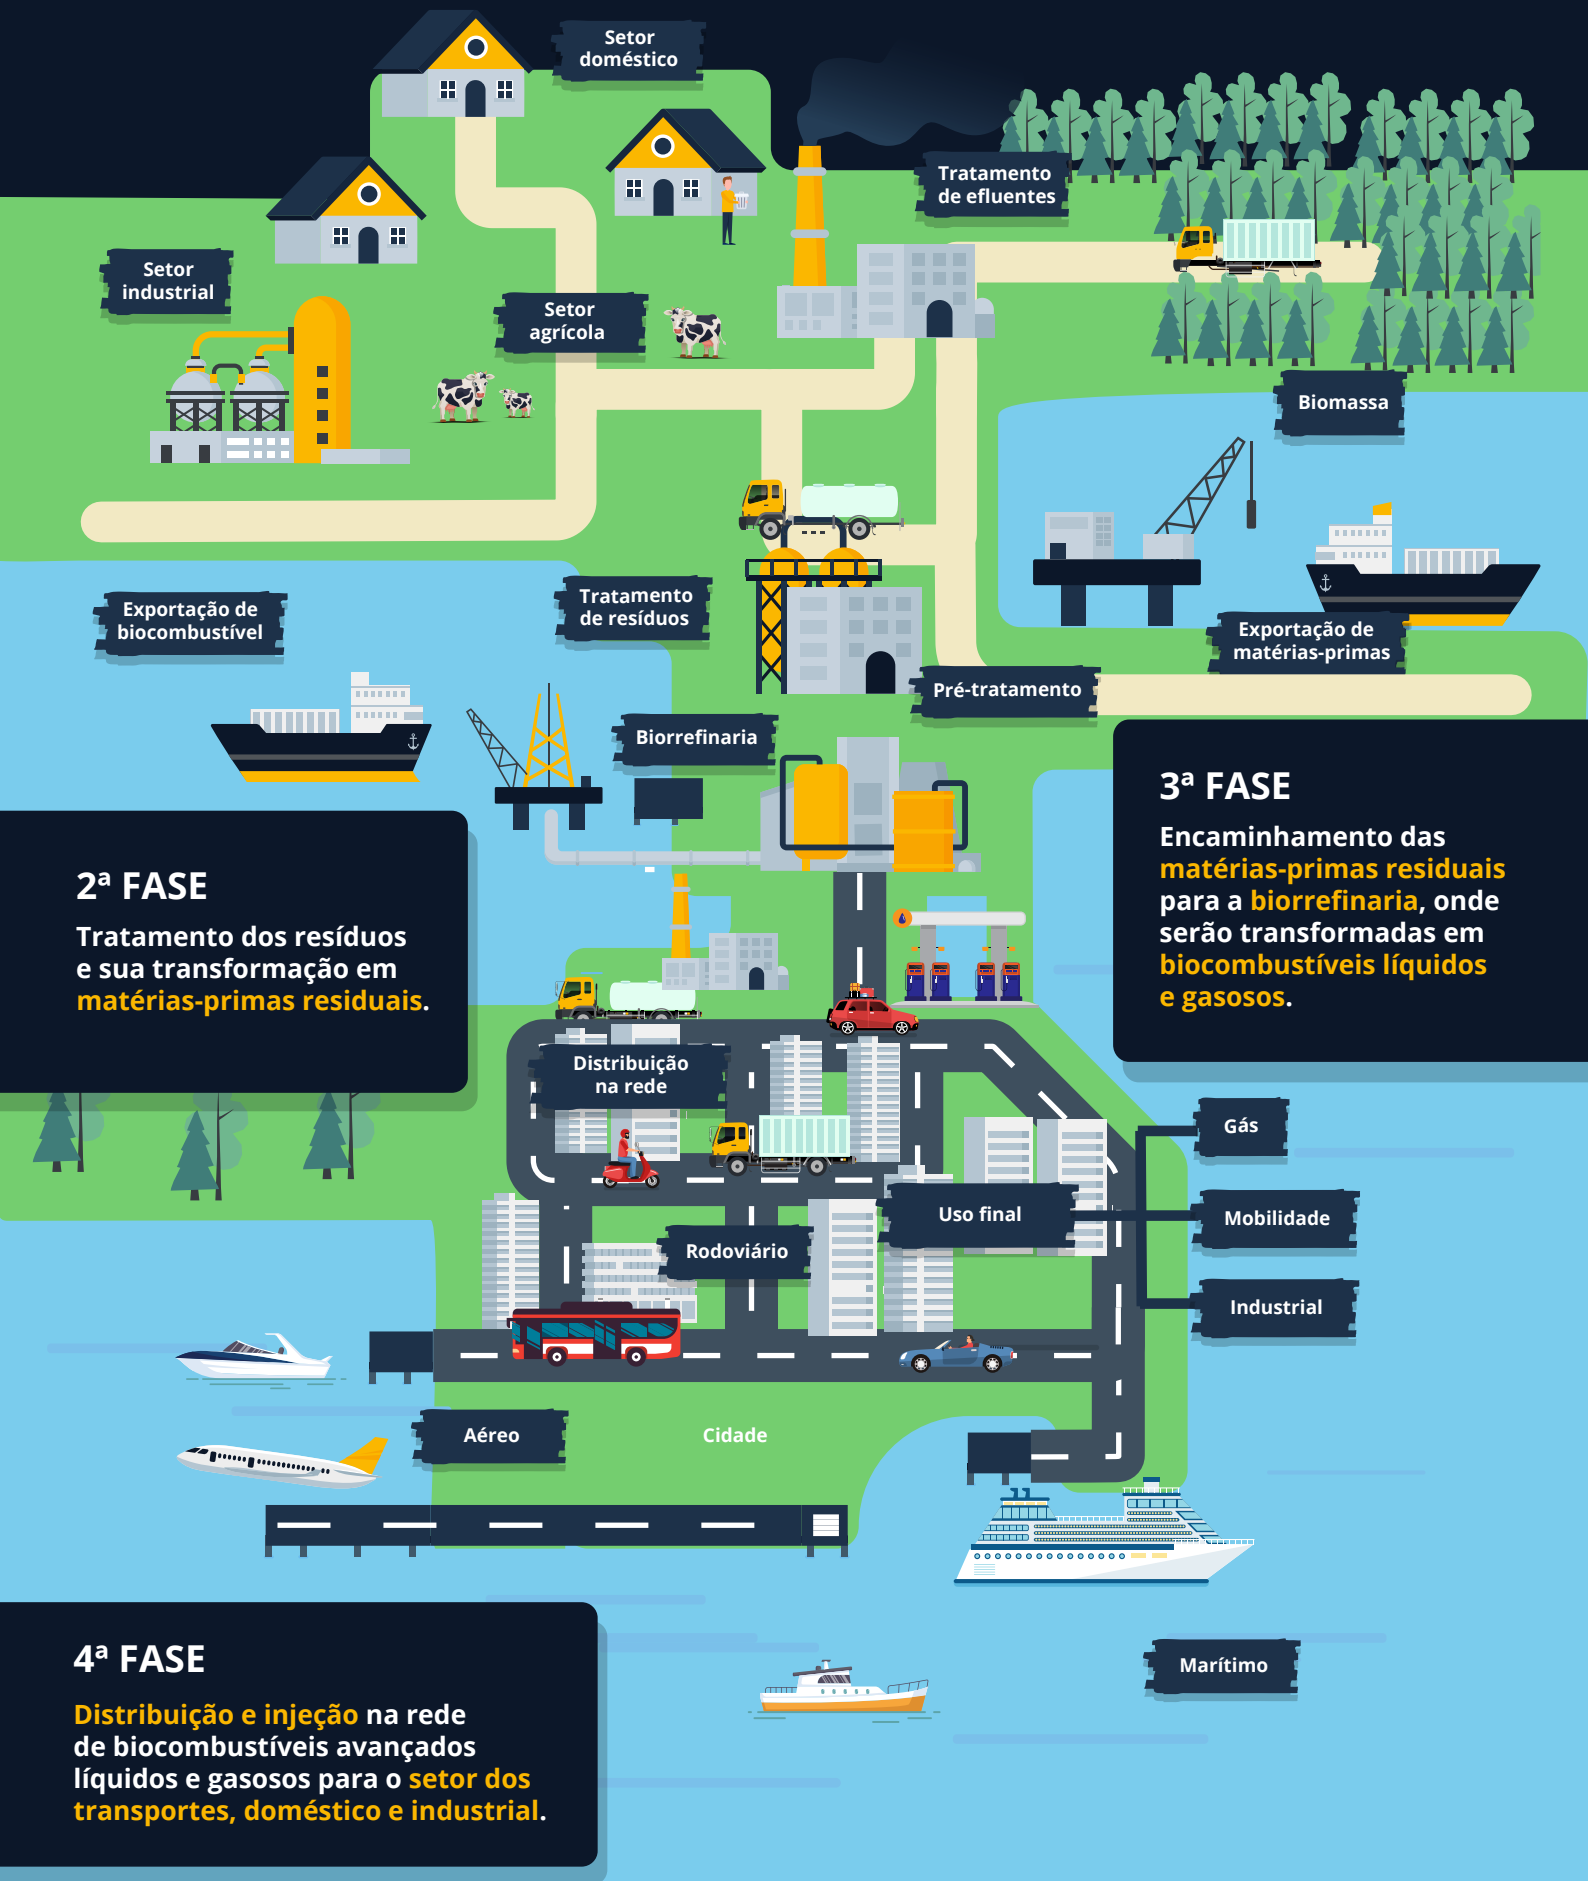 Setor
doméstico
Tratamento
de efluentes
Setor
industrial
Setor
agrícola
Biomassa
Exportação de
biocombustível
Tratamento
de resíduos
Exportação de
matérias-primas
Pré-tratamento
Biorrefinaria
3ª FASE
Encaminhamento das
matérias-primas residuais
para a biorrefinaria, onde
serão transformadas em
biocombustíveis líquidos
e gasosos.
2ª FASE
Tratamento dos resíduos
e sua transformação em
matérias-primas residuais.
Distribuição
na rede
Gás
Uso final
Mobilidade
Rodoviário
Industrial
Aéreo
Cidade
4ª FASE
Distribuição e injeção na rede
de biocombustíveis avançados
líquidos e gasosos para o setor dos
transportes, doméstico e industrial.
Marítimo